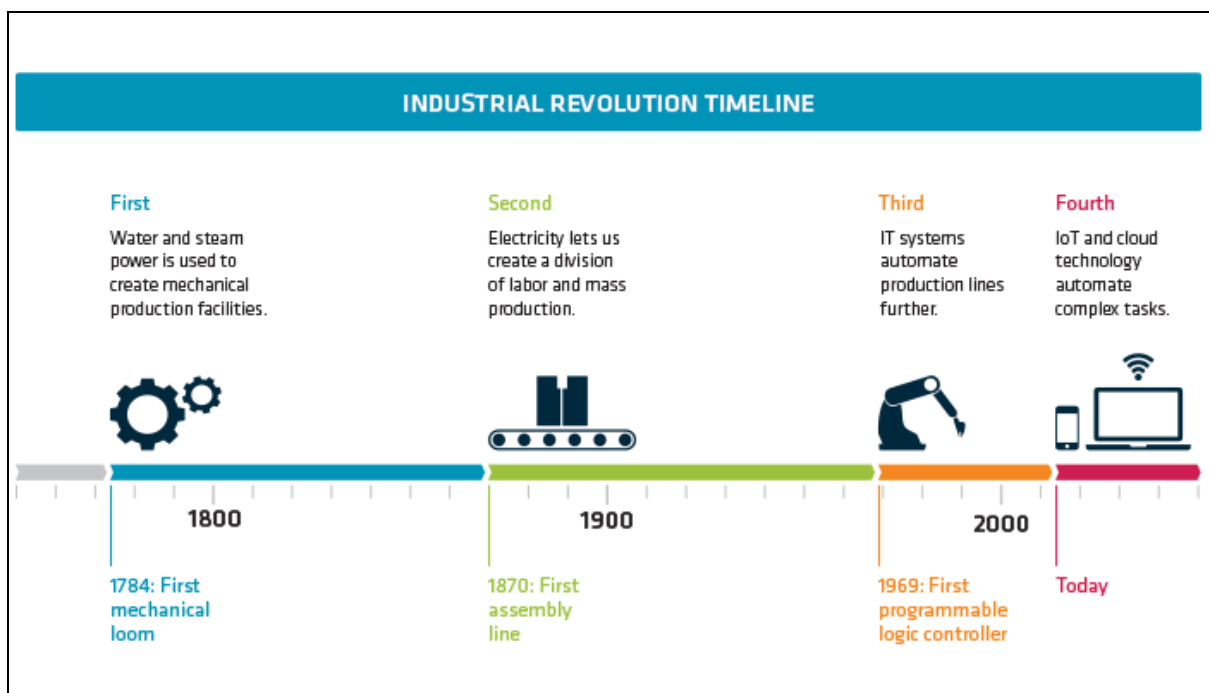 INDUSTRIAL REVOLUTION TIMELINE
First
Water and steam
power is used to
create mechanical
production facilities.
Second
Electricity lets us
create a division
of labor and mass
production.
Third
IT systems
automate
production lines
further.
Fourth
IoT and cloud
technology
automate
complex tasks.
1800
1900
2000
1784: First
mechanical
loom
1870: First
assembly
line
1969: First
programmable
logic controller
Today